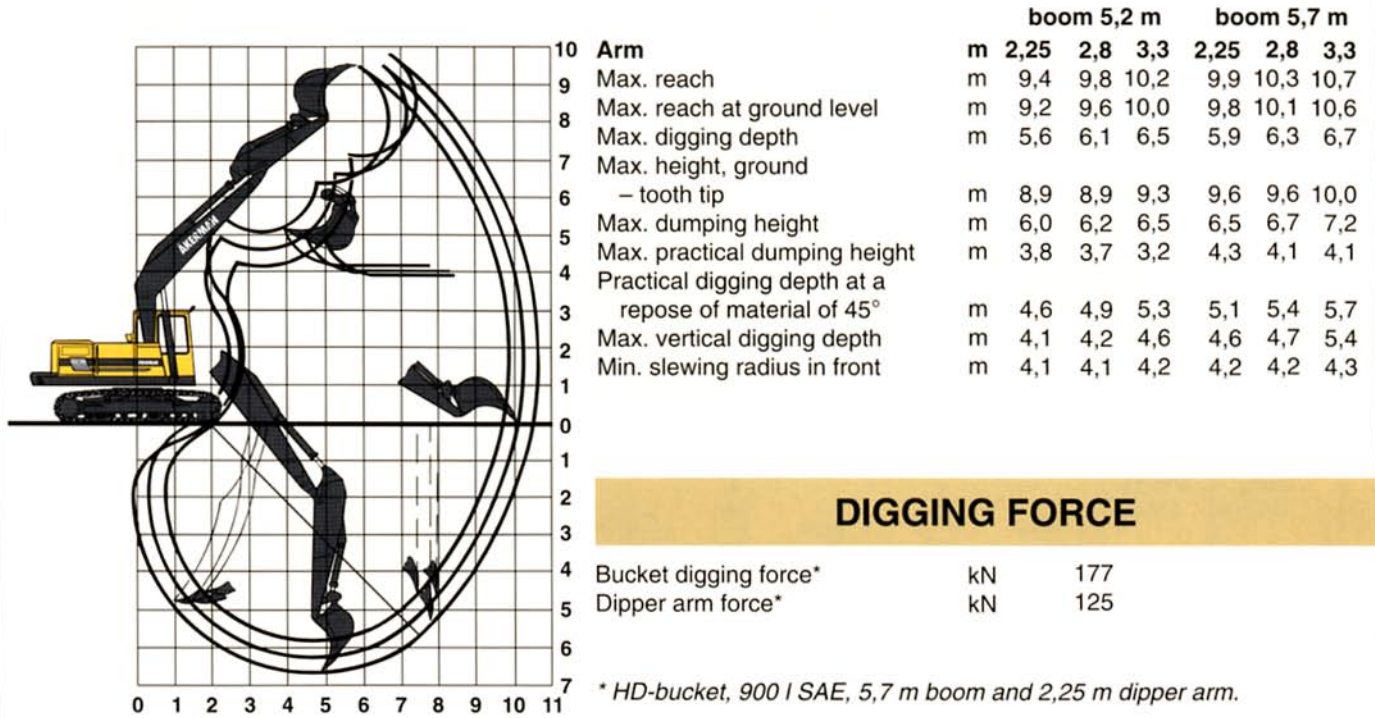 boom 5,2 m boom 5,7 m
Arm m 2,25 2,8 3,3 2,25 2,8 3,3
Max. reach m 9,4 9,8 10,2 9,9 10,3 10,7
Max. reach at ground level m 9,2 9,6 10,0 9,8 10,1 10,6
Max. digging depth m 5,6 6,1 6,5 5,9 6,3 6,7
Max. height, ground
– tooth tip m 8,9 8,9 9,3 9,6 9,6 10,0
Max. dumping height m 6,0 6,2 6,5 6,5 6,7 7,2
Max. practical dumping height m 3,8 3,7 3,2 4,3 4,1 4,1
Practical digging depth at a
repose of material of 45° m 4,6 4,9 5,3 5,1 5,4 5,7
Max. vertical digging depth m 4,1 4,2 4,6 4,6 4,7 5,4
Min. slewing radius in front m 4,1 4,1 4,2 4,2 4,2 4,3
10
9
8
7
6
5
4
3
2
1
0
1
2
3
4
5
6
7
0 1 2 3 4 5 6 7 8 9 10 11
ÅKERMAN
DIGGING FORCE
Bucket digging force* kN 177
Dipper arm force* kN 125
* HD-bucket, 900 l SAE, 5,7 m boom and 2,25 m dipper arm.